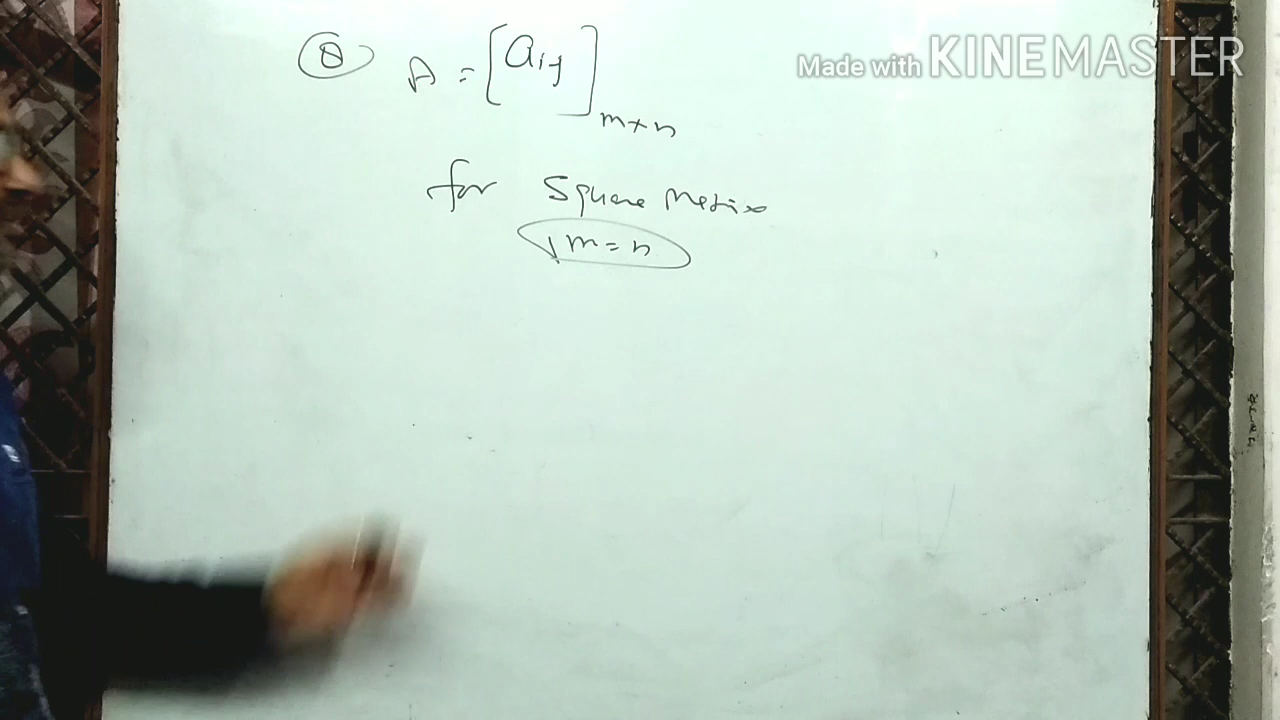 ⑧ A = [aij]m×n
Made with KINEMASTER
for Square Matrix
m = n